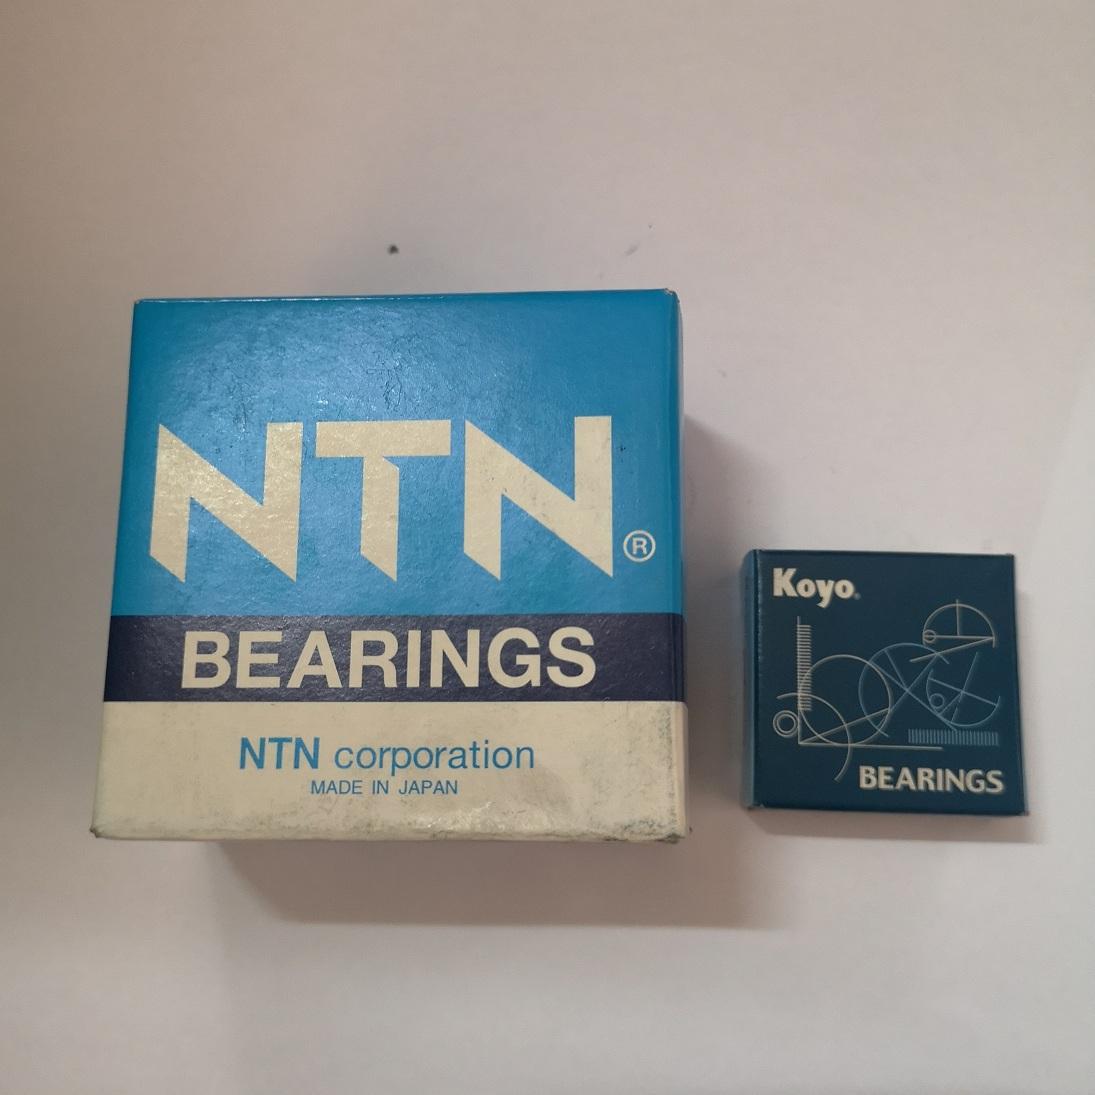 NTN®
BEARINGS
NTN corporation
MADE IN JAPAN
Koyo®
BEARINGS